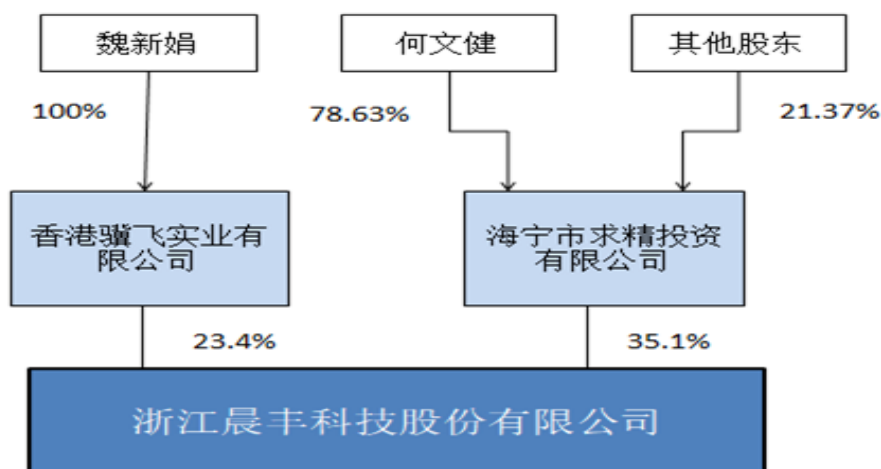 魏新娟
何文健
其他股东
100%
78.63%
21.37%
香港骥飞实业有
限公司
海宁市求精投资
有限公司
23.4%
35.1%
浙江晨丰科技股份有限公司